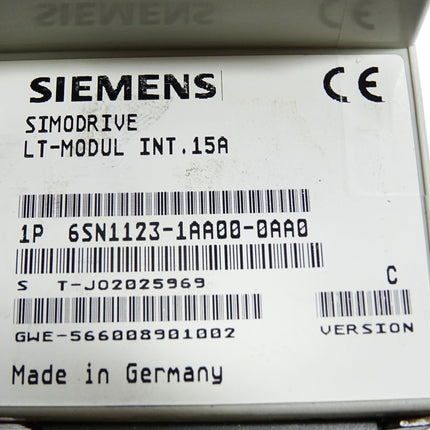 SIEMENS CE
SIMODRIVE
LT-MODUL INT.15A
1P 6SN1123-1AA00-0AA0
S T-J02025969
C
GWE-566008901002
VERSION
Made in Germany